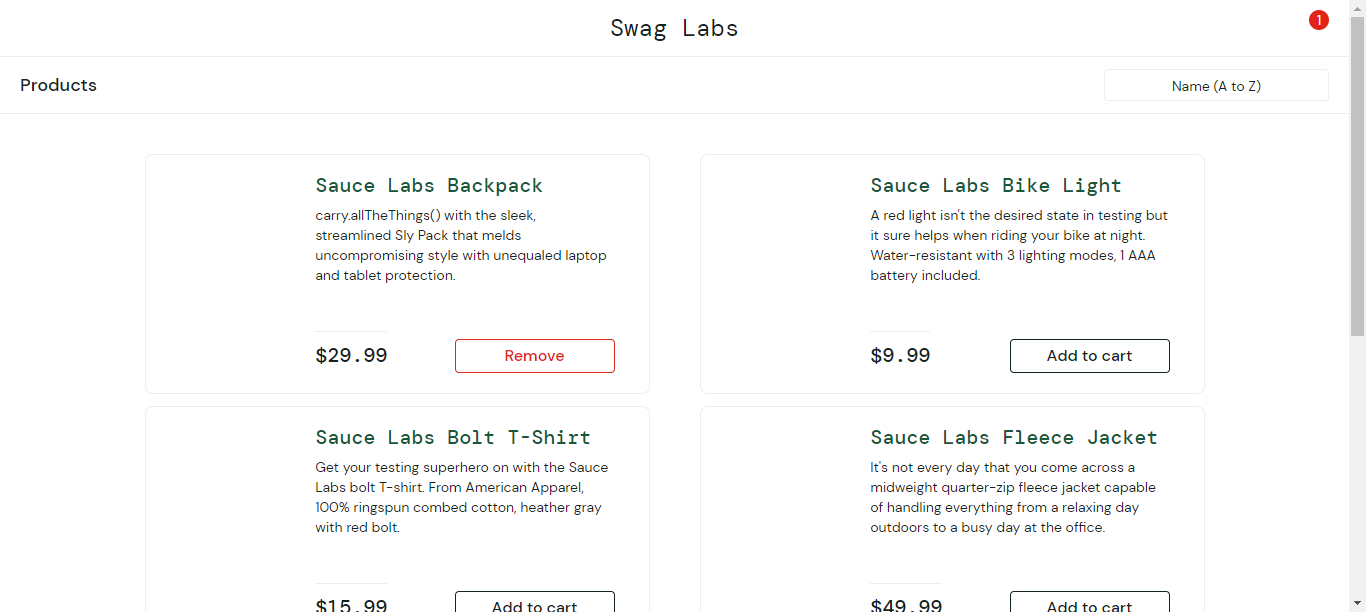 Swag Labs
1
Products
Name (A to Z)
Sauce Labs Backpack
carry.allTheThings() with the sleek,
streamlined Sly Pack that melds
uncompromising style with unequaled laptop
and tablet protection.
$29.99
Remove
Sauce Labs Bike Light
A red light isn't the desired state in testing but
it sure helps when riding your bike at night.
Water-resistant with 3 lighting modes, 1 AAA
battery included.
$9.99
Add to cart
Sauce Labs Bolt T-Shirt
Get your testing superhero on with the Sauce
Labs bolt T-shirt. From American Apparel,
100% ringspun combed cotton, heather gray
with red bolt.
$15.99
Add to cart
Sauce Labs Fleece Jacket
It's not every day that you come across a
midweight quarter-zip fleece jacket capable
of handling everything from a relaxing day
outdoors to a busy day at the office.
$49.99
Add to cart